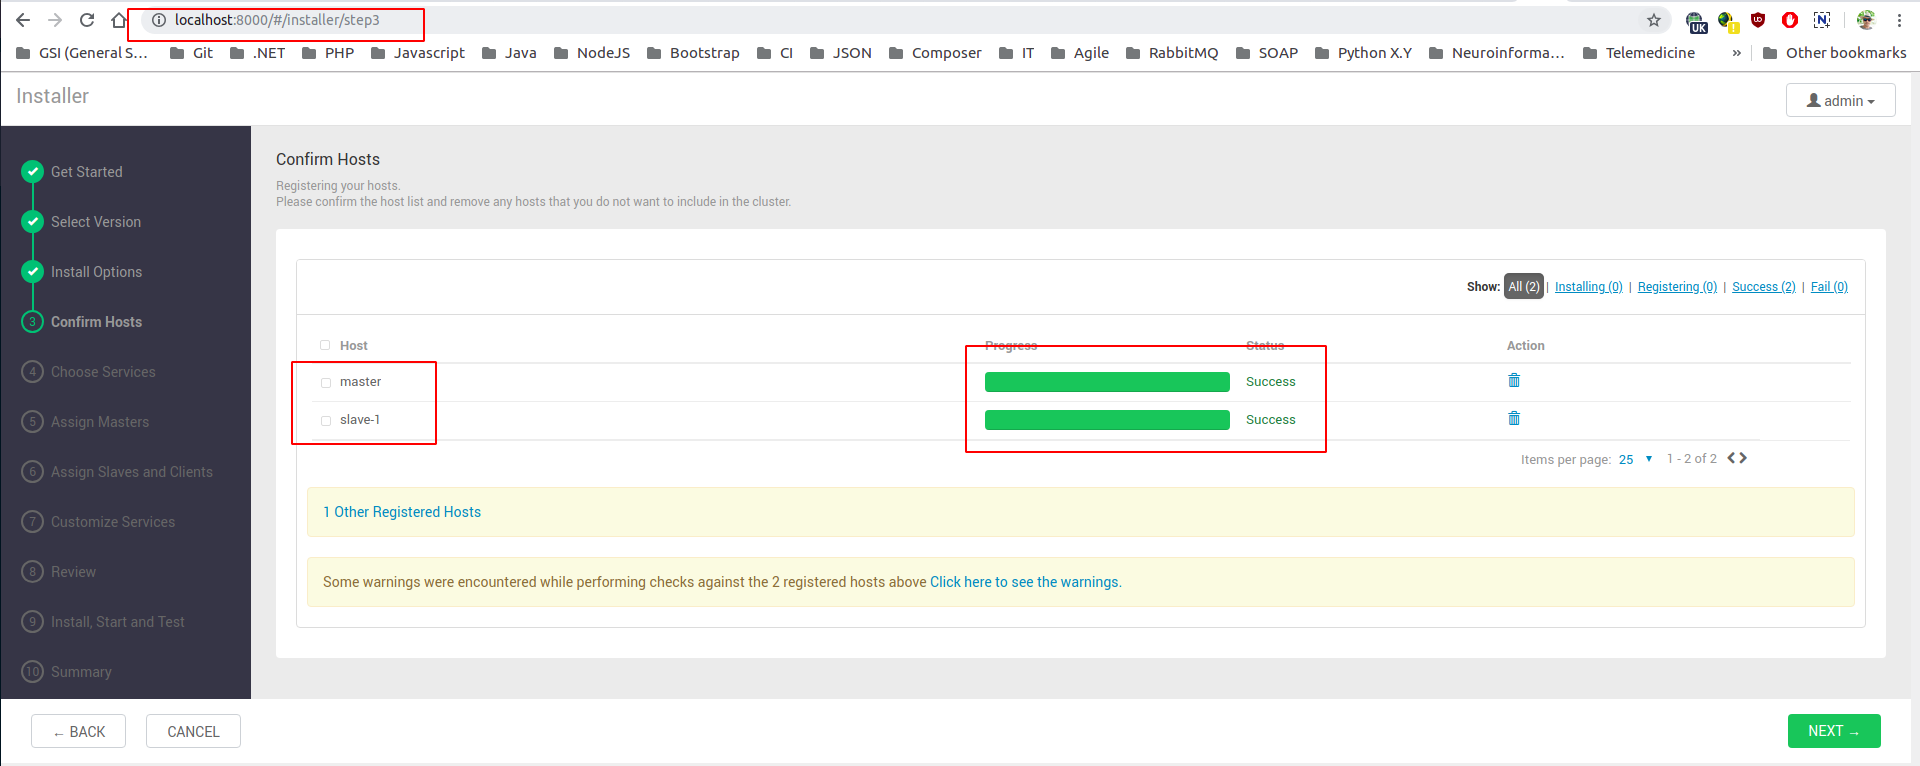 localhost:8000/#/installer/step3
UK
!
UD
N
GSI (General S...
Git
.NET
PHP
Javascript
Java
NodeJS
Bootstrap
CI
JSON
Composer
IT
Agile
RabbitMQ
SOAP
Python X.Y
Neuroinforma...
Telemedicine
»
Other bookmarks
Installer
admin
Get Started
Select Version
Install Options
3 Confirm Hosts
4 Choose Services
5 Assign Masters
6 Assign Slaves and Clients
7 Customize Services
8 Review
9 Install, Start and Test
10 Summary
Confirm Hosts
Registering your hosts.
Please confirm the host list and remove any hosts that you do not want to include in the cluster.
Show: All (2) | Installing (0) | Registering (0) | Success (2) | Fail (0)
Host Progress Status Action
master Success
slave-1 Success
Items per page: 25 1 - 2 of 2
1 Other Registered Hosts
Some warnings were encountered while performing checks against the 2 registered hosts above Click here to see the warnings.
← BACK
CANCEL
NEXT →